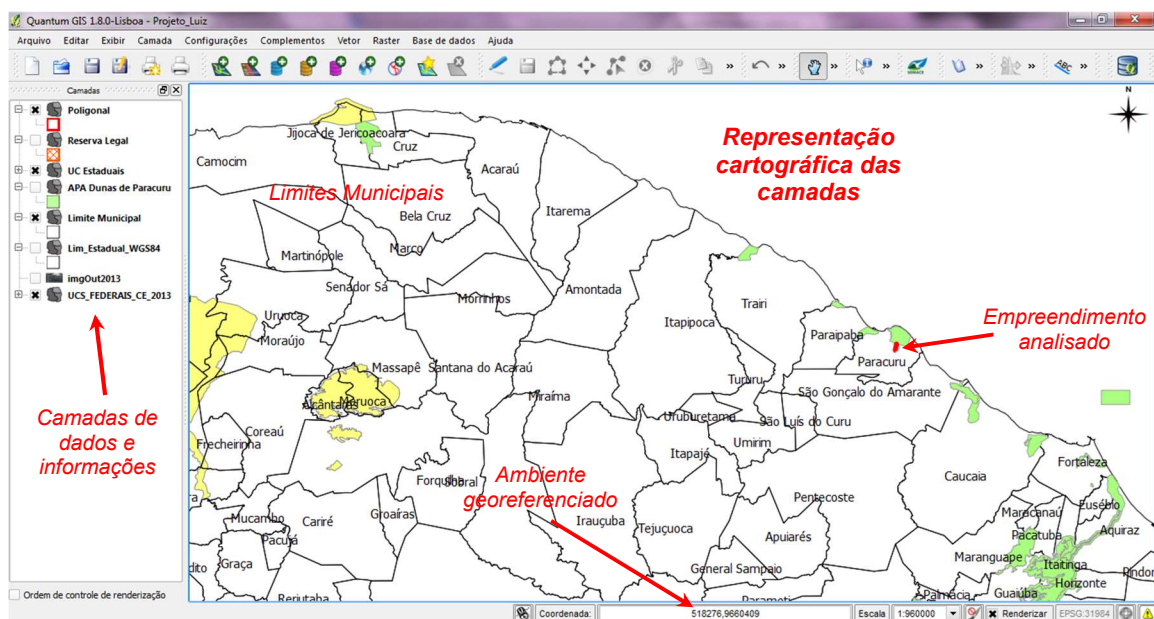 Quantum GIS 1.8.0-Lisboa - Projeto_Luiz
Arquivo Editar Exibir Camada Configurações Complementos Vetor Raster Base de dados Ajuda
Camadas
Poligonal
Reserva Legal
UC Estaduais
APA Dunas de Paracuru
Limite Municipal
Lim_Estadual_WGS84
imgOut2013
UCS_FEDERAIS_CE_2013
Camadas de
dados e
informações
Ordem de controle de renderização
N
Representação
cartográfica das
camadas
Limites Municipais
Empreendimento
analisado
Ambiente
georeferenciado
Jijoca de Jericoacoara
Cruz
Camocim
Acaraú
Bela Cruz
Itarema
Marco
Martinópole
Senador Sá
Morrinhos
Amontada
Uruoca
Moraújo
Itapipoca
Trairi
Paraipaba
Paracuru
Massapê
Santana do Acaraú
Tururu
São Gonçalo do Amarante
Miraíma
Alcântaras
Meruoca
Uruburetama
São Luís do Curu
Coreaú
Frecheirinha
Umirim
Itapajé
Caucaia
Fortaleza
Forquilha
Sobral
Pentecoste
Eusébio
Maracanaú
Mucambo
Cariré
Groaíras
Irauçuba
Tejuçuoca
Apuiarés
Pacatuba
Aquiraz
Pacujá
Maranguape
Itaitinga
Graça
General Sampaio
Horizonte
Pindor
dito
Reriutaba
Parameti
Palmácia
Guaiúba
Coordenada:
518276,9660409
Escala
1:960000
Renderizar
EPSG:31984